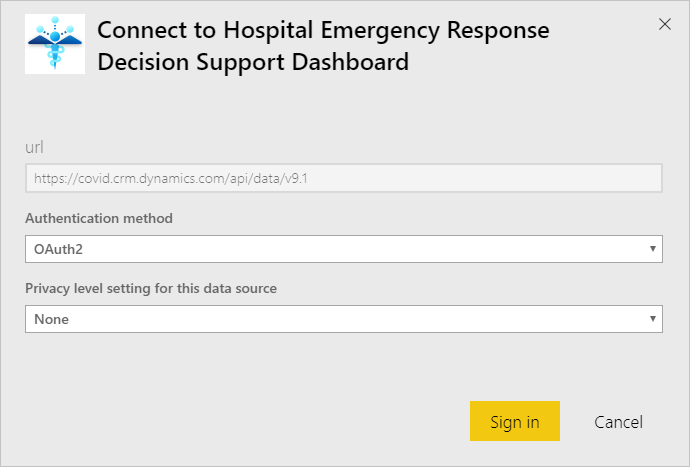 Connect to Hospital Emergency Response
Decision Support Dashboard
url
https://covid.crm.dynamics.com/api/data/v9.1
Authentication method
OAuth2
Privacy level setting for this data source
None
Sign in
Cancel